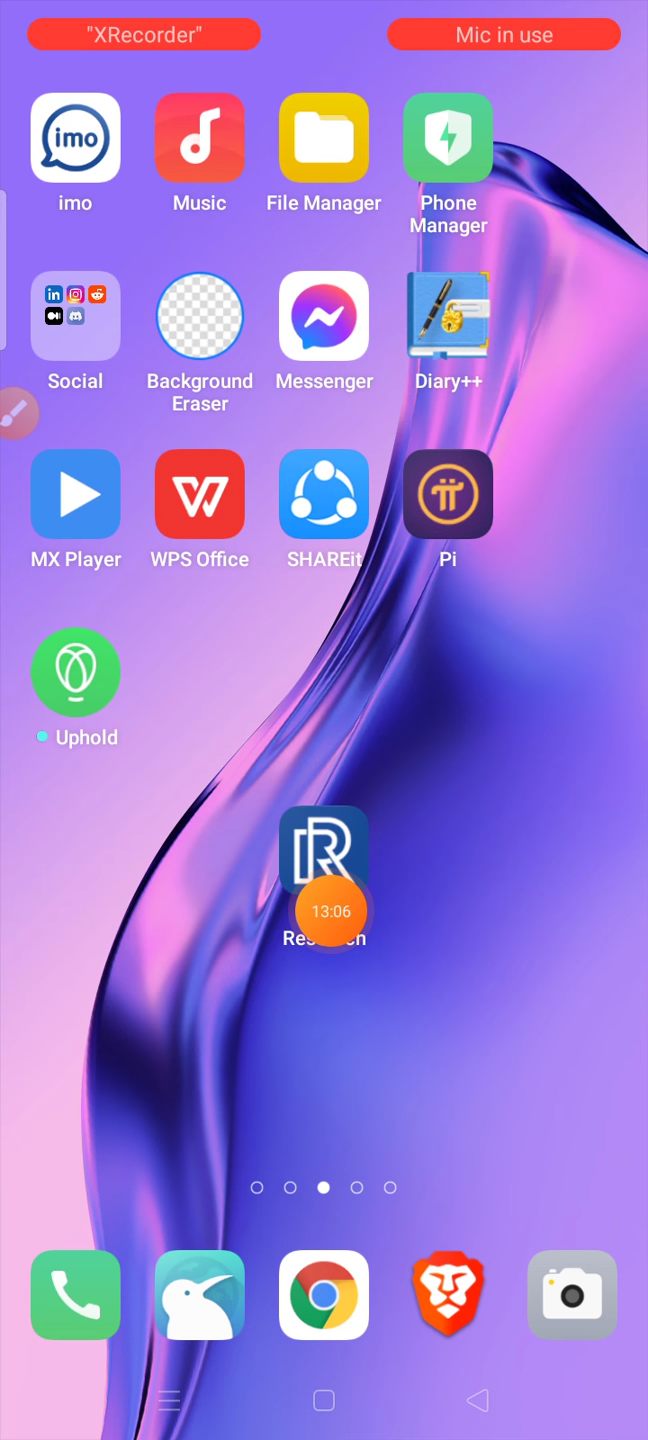 "XRecorder"
Mic in use
imo
imo
Music
File Manager
Phone
Manager
Social
Background
Eraser
Messenger
Diary++
MX Player
WPS Office
SHAREit
Pi
Uphold
13:06